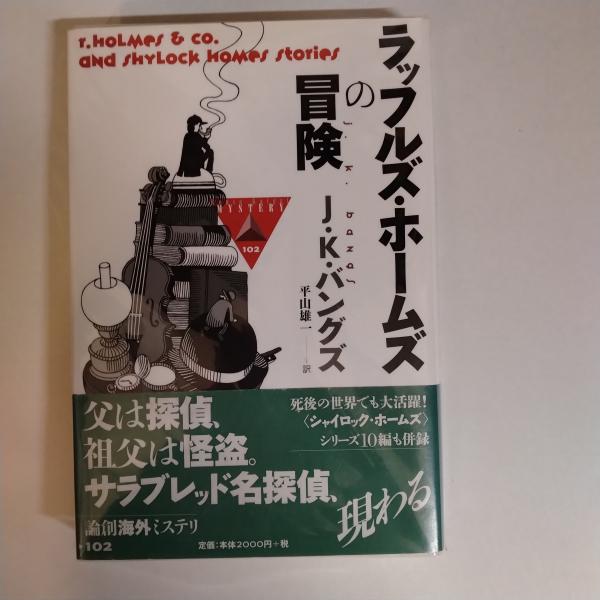 r. Holmes & co.
and shylock homes stories
ラッフルズ・ホームズ
の
冒険
j. k. bangs
J・K・バングズ
平山雄一――訳
MYSTERY
102
父は探偵、
祖父は怪盗。
サラブレッド名探偵、
現わる
死後の世界でも大活躍！
〈シャイロック・ホームズ〉
シリーズ10編も併録
論創海外ミステリ
102
定価：本体2000円+税